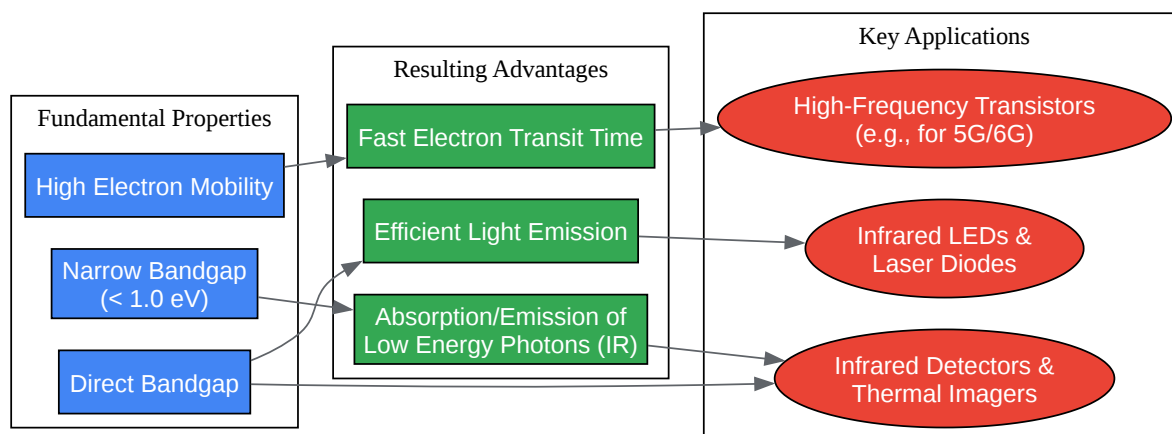 Fundamental Properties
High Electron Mobility
Narrow Bandgap
(< 1.0 eV)
Direct Bandgap
Resulting Advantages
Fast Electron Transit Time
Efficient Light Emission
Absorption/Emission of
Low Energy Photons (IR)
Key Applications
High-Frequency Transistors
(e.g., for 5G/6G)
Infrared LEDs &
Laser Diodes
Infrared Detectors &
Thermal Imagers